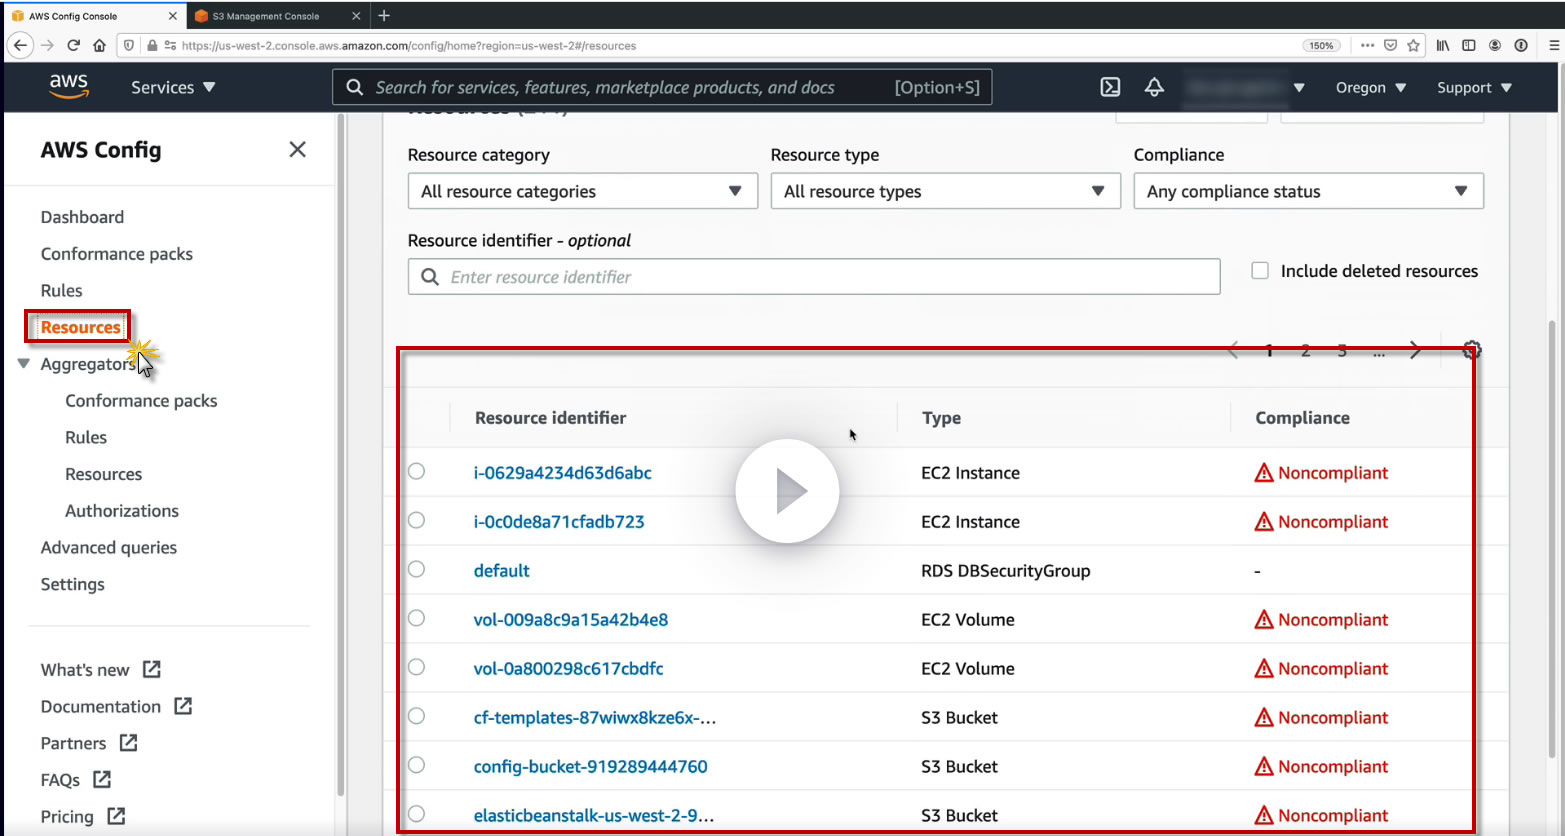 AWS Config Console
S3 Management Console
https://us-west-2.console.aws.amazon.com/config/home?region=us-west-2#/resources
150%
aws
Services
Search for services, features, marketplace products, and docs
[Option+S]
Oregon
Support
AWS Config
Dashboard
Conformance packs
Rules
Resources
Aggregators
Conformance packs
Rules
Resources
Authorizations
Advanced queries
Settings
What's new
Documentation
Partners
FAQs
Pricing
Resources
Resource category
Resource type
Compliance
All resource categories
All resource types
Any compliance status
Resource identifier - optional
Enter resource identifier
Include deleted resources
1 2 3 ...
Resource identifier Type Compliance
i-0629a4234d63d6abc EC2 Instance Noncompliant
i-0c0de8a71cfadb723 EC2 Instance Noncompliant
default RDS DBSecurityGroup -
vol-009a8c9a15a42b4e8 EC2 Volume Noncompliant
vol-0a800298c617cbdfc EC2 Volume Noncompliant
cf-templates-87wiwx8kze6x-... S3 Bucket Noncompliant
config-bucket-919289444760 S3 Bucket Noncompliant
elasticbeanstalk-us-west-2-9... S3 Bucket Noncompliant